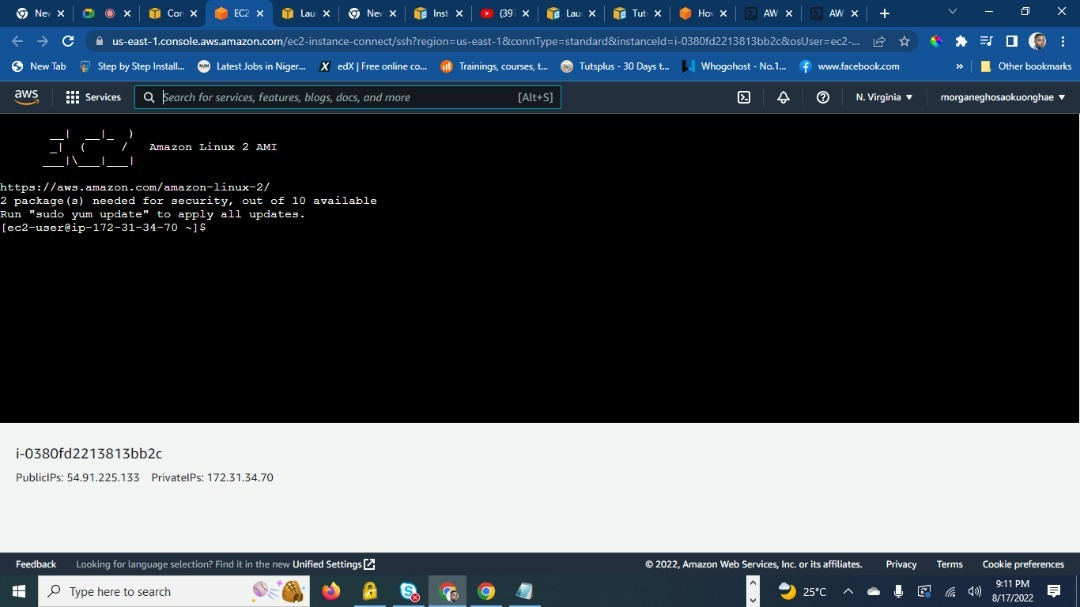 Nev
Con
EC2
Lau
Nev
Inst
(397
Lau
Tut
Ho
AW
AW
us-east-1.console.aws.amazon.com/ec2-instance-connect/ssh?region=us-east-1&connType=standard&instanceId=i-0380fd2213813bb2c&osUser=ec2-...
New Tab Step by Step Install... Latest Jobs in Niger... edX | Free online co... Trainings, courses, t... Tutsplus - 30 Days t... Whogohost - No.1... www.facebook.com » Other bookmarks
aws Services Search for services, features, blogs, docs, and more [Alt+S] N. Virginia ▼ morganeghosaokuonghae ▼
__| __|_ )
_| ( / Amazon Linux 2 AMI
___|\___|___|
https://aws.amazon.com/amazon-linux-2/
2 package(s) needed for security, out of 10 available
Run "sudo yum update" to apply all updates.
[ec2-user@ip-172-31-34-70 ~]$
i-0380fd2213813bb2c
PublicIPs: 54.91.225.133 PrivateIPs: 172.31.34.70
Feedback Looking for language selection? Find it in the new Unified Settings © 2022, Amazon Web Services, Inc. or its affiliates. Privacy Terms Cookie preferences
Type here to search 25°C 9:11 PM
8/17/2022